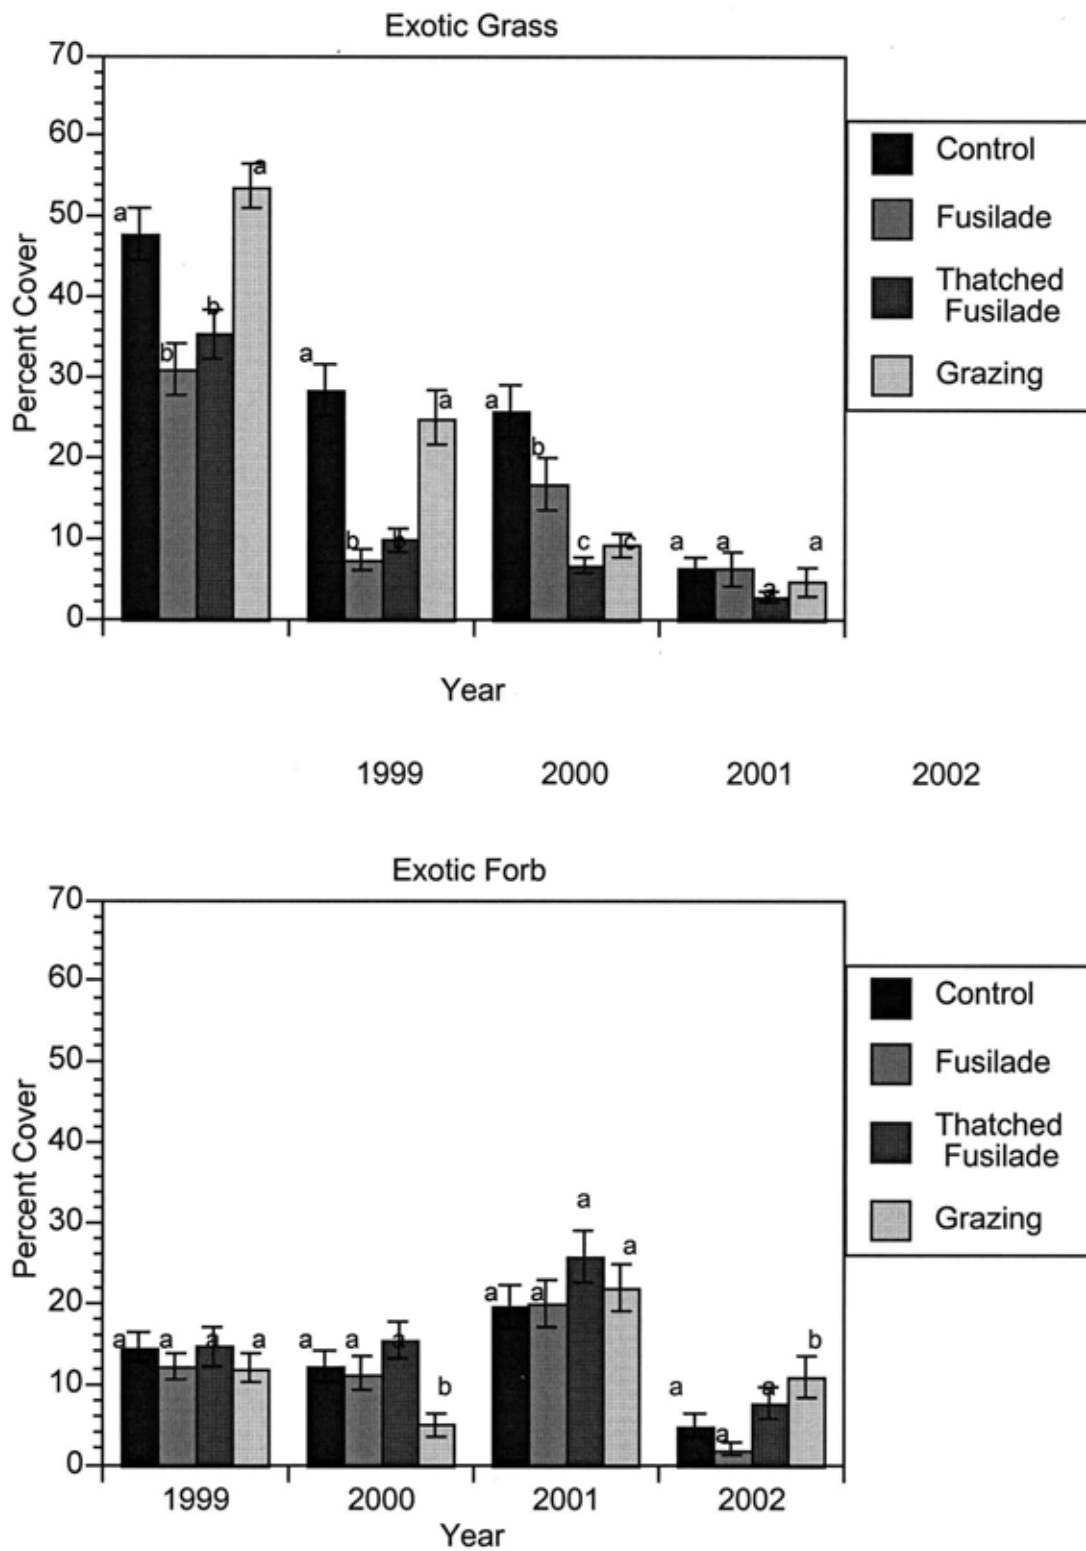 Exotic Grass
70
60
50
40
30
20
10
0
Percent Cover
a
b
b
a
a
b
b
a
a
b
c
c
a
a
a
a
Control
Fusilade
Thatched
Fusilade
Grazing
Year
1999 2000 2001 2002
Exotic Forb
70
60
50
40
30
20
10
0
Percent Cover
a
a
a
a
a
a
a
b
a
a
a
a
a
a
a
b
Control
Fusilade
Thatched
Fusilade
Grazing
1999 2000 2001 2002
Year